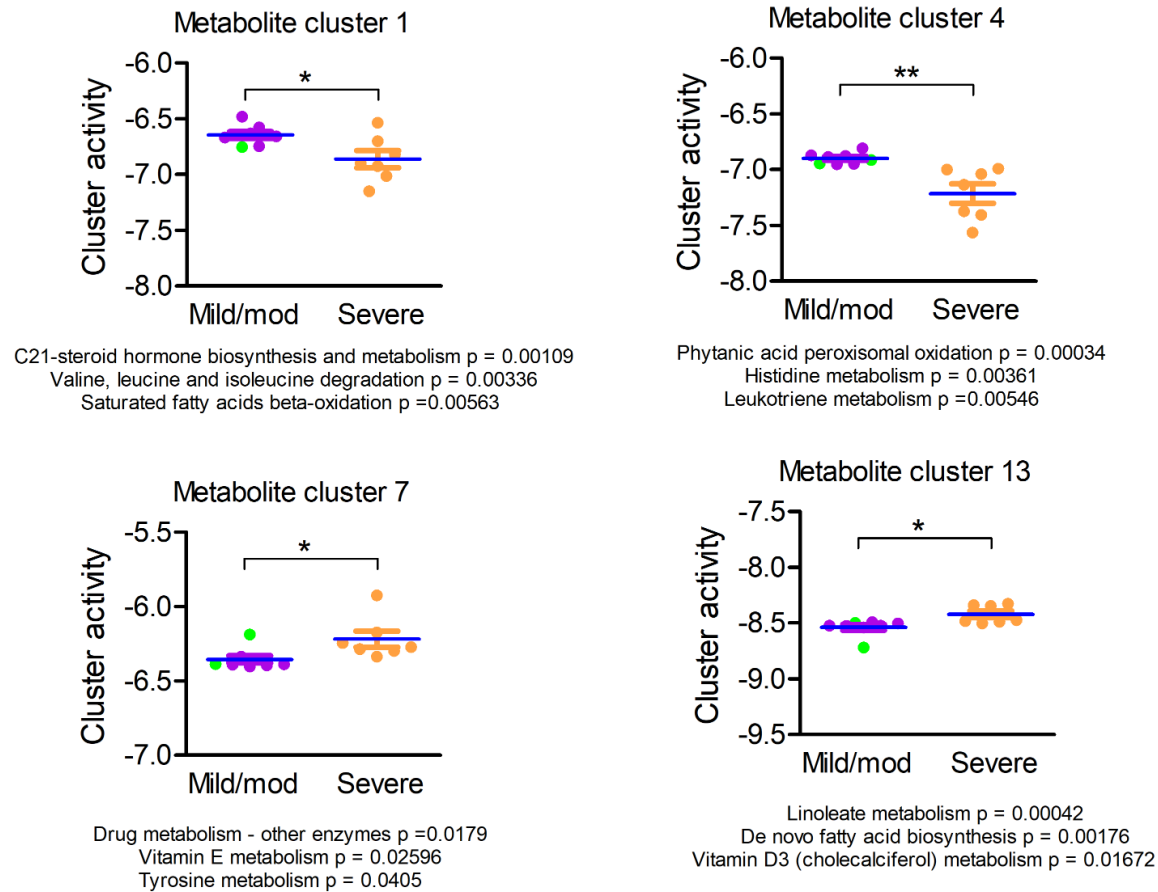 Metabolite cluster 1
*
Cluster activity
-6.0
-6.5
-7.0
-7.5
-8.0
Mild/mod Severe
C21-steroid hormone biosynthesis and metabolism p = 0.00109
Valine, leucine and isoleucine degradation p = 0.00336
Saturated fatty acids beta-oxidation p =0.00563
Metabolite cluster 4
**
Cluster activity
-6.0
-6.5
-7.0
-7.5
-8.0
Mild/mod Severe
Phytanic acid peroxisomal oxidation p = 0.00034
Histidine metabolism p = 0.00361
Leukotriene metabolism p =0.00546
Metabolite cluster 7
*
Cluster activity
-5.5
-6.0
-6.5
-7.0
Mild/mod Severe
Drug metabolism - other enzymes p =0.0179
Vitamin E metabolism p = 0.02596
Tyrosine metabolism p = 0.0405
Metabolite cluster 13
*
Cluster activity
-7.5
-8.0
-8.5
-9.0
-9.5
Mild/mod Severe
Linoleate metabolism p = 0.00042
De novo fatty acid biosynthesis p = 0.00176
Vitamin D3 (cholecalciferol) metabolism p = 0.01672